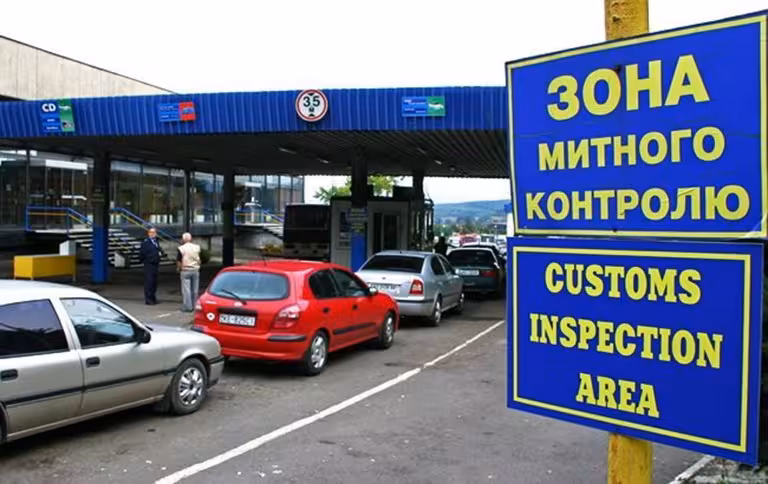 CD
3.5
М
ЗОНА
МИТНОГО
КОНТРОЛЮ
CUSTOMS
INSPECTION
AREA